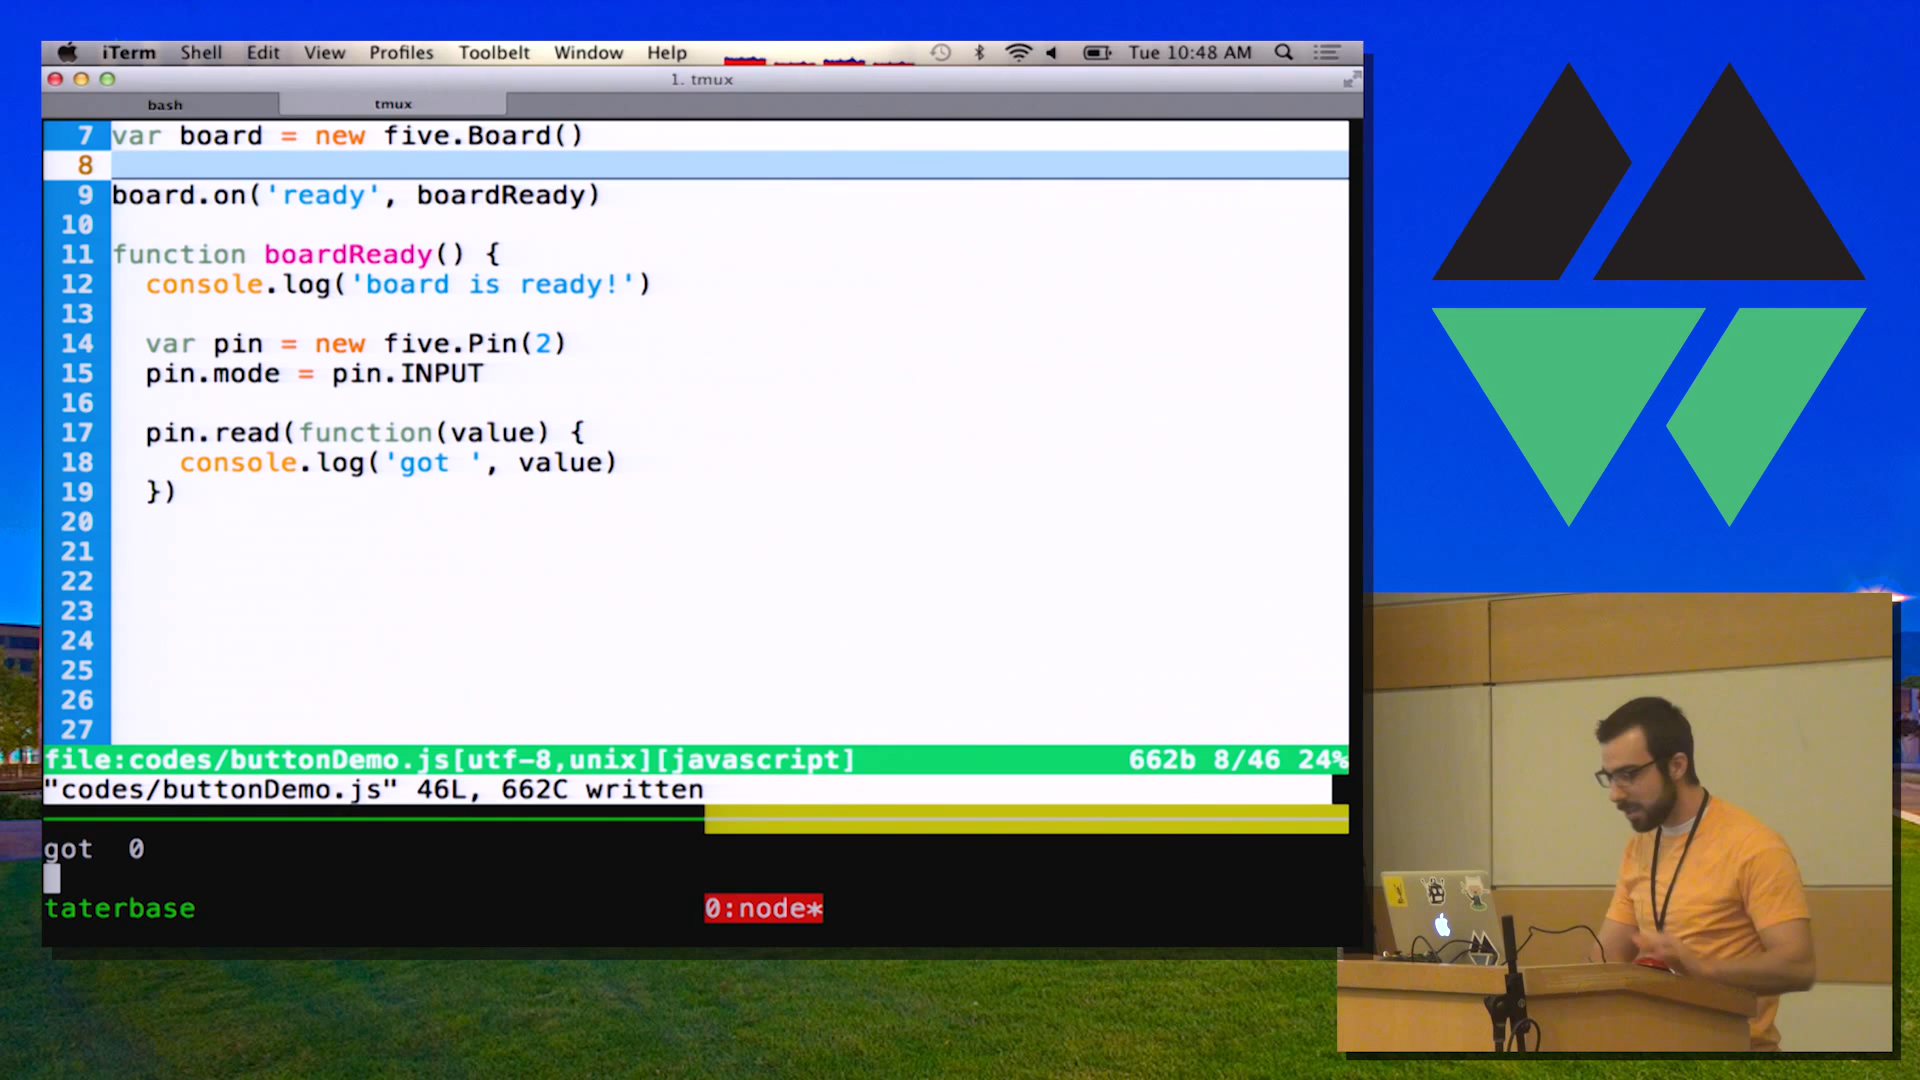 iTerm Shell Edit View Profiles Toolbelt Window Help Tue 10:48 AM
1. tmux
bash tmux
7 var board = new five.Board()
8
9 board.on('ready', boardReady)
10
11 function boardReady() {
12 console.log('board is ready!')
13
14 var pin = new five.Pin(2)
15 pin.mode = pin.INPUT
16
17 pin.read(function(value) {
18 console.log('got ', value)
19 })
20
21
22
23
24
25
26
27
file:codes/buttonDemo.js[utf-8,unix][javascript] 662b 8/46 24%
"codes/buttonDemo.js" 46L, 662C written
got 0
taterbase 0:node*